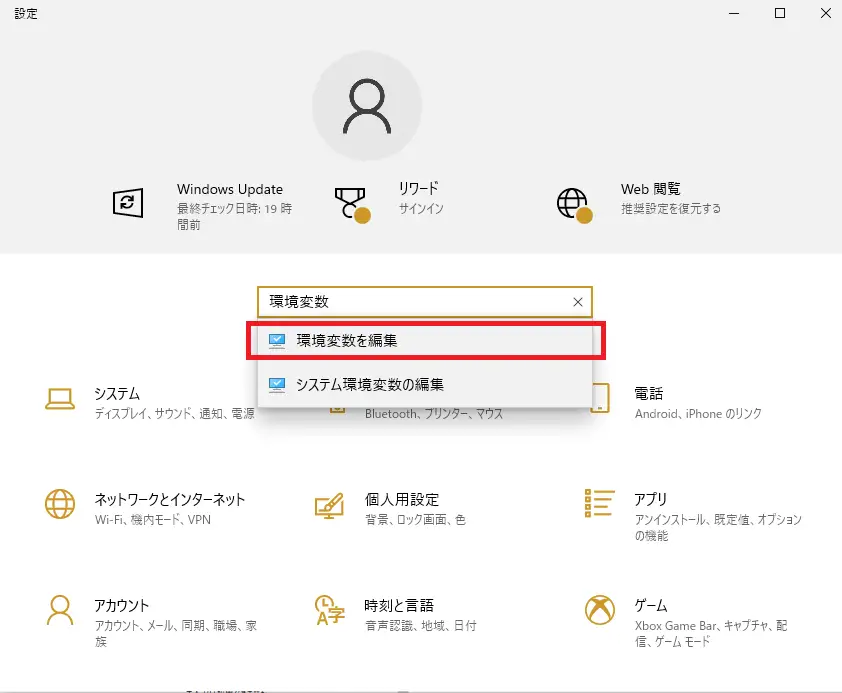 設定
Windows Update
最終チェック日時: 19 時
間前
リワード
サインイン
Web 閲覧
推奨設定を復元する
環境変数
環境変数を編集
システム環境変数の編集
システム
ディスプレイ、サウンド、通知、電源
Bluetooth、プリンター、マウス
電話
Android、iPhone のリンク
ネットワークとインターネット
Wi-Fi、機内モード、VPN
個人用設定
背景、ロック画面、色
アプリ
アンインストール、既定値、オプション
の機能
アカウント
アカウント、メール、同期、職場、家
族
時刻と言語
音声認識、地域、日付
ゲーム
Xbox Game Bar、キャプチャ、配
信、ゲーム モード